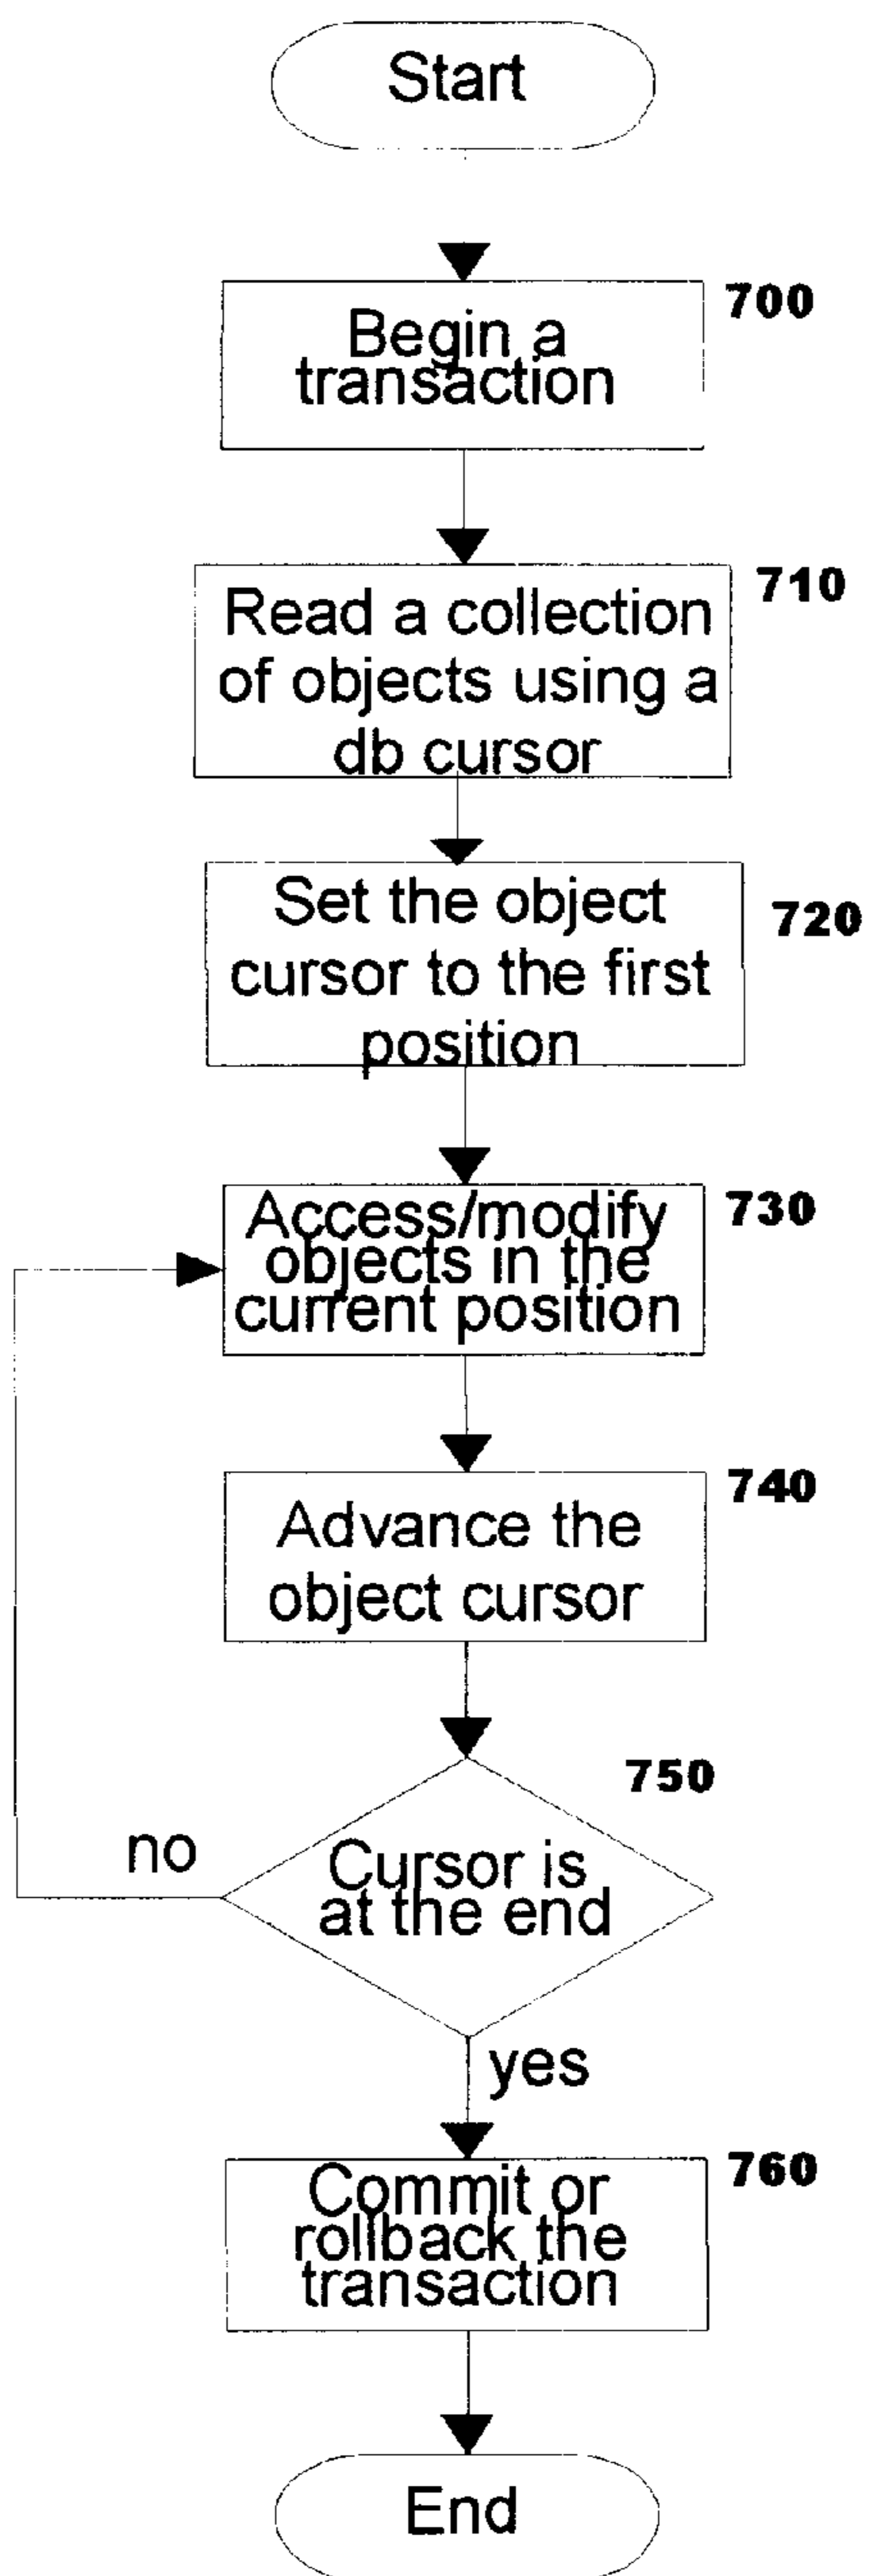 Start
700
Begin a
transaction
710
Read a collection
of objects using a
db cursor
720
Set the object
cursor to the first
position
730
Access/modify
objects in the
current position
740
Advance the
object cursor
750
no
Cursor is
at the end
yes
760
Commit or
rollback the
transaction
End